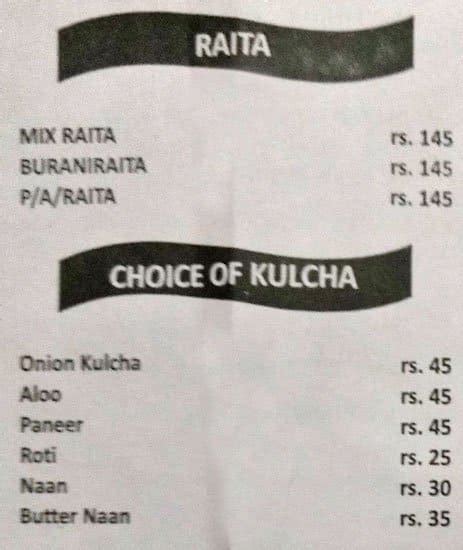 RAITA
MIX RAITA rs. 145
BURANIRAITA rs. 145
P/A/RAITA rs. 145
CHOICE OF KULCHA
Onion Kulcha rs. 45
Aloo rs. 45
Paneer rs. 45
Roti rs. 25
Naan rs. 30
Butter Naan rs. 35